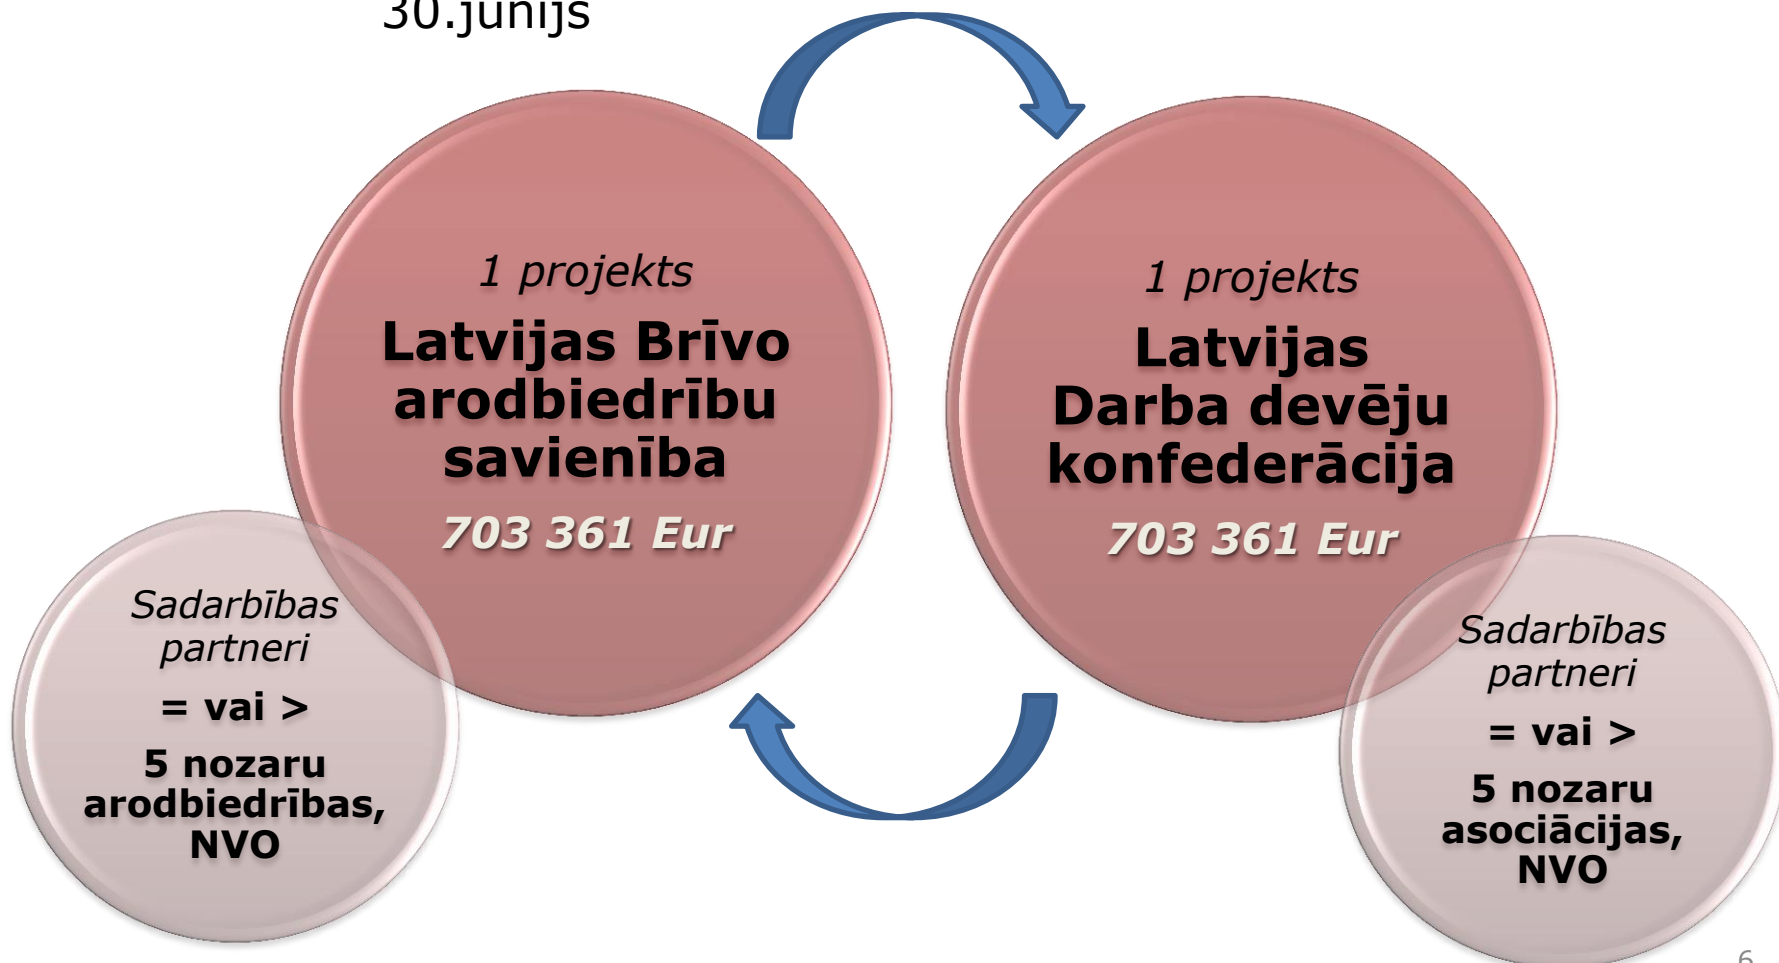 30.jūnijs
1 projekts
Latvijas Brīvo
arodbiedrību
savienība
703 361 Eur
1 projekts
Latvijas
Darba devēju
konfederācija
703 361 Eur
Sadarbības
partneri
= vai >
5 nozaru
arodbiedrības,
NVO
Sadarbības
partneri
= vai >
5 nozaru
asociācijas,
NVO
6